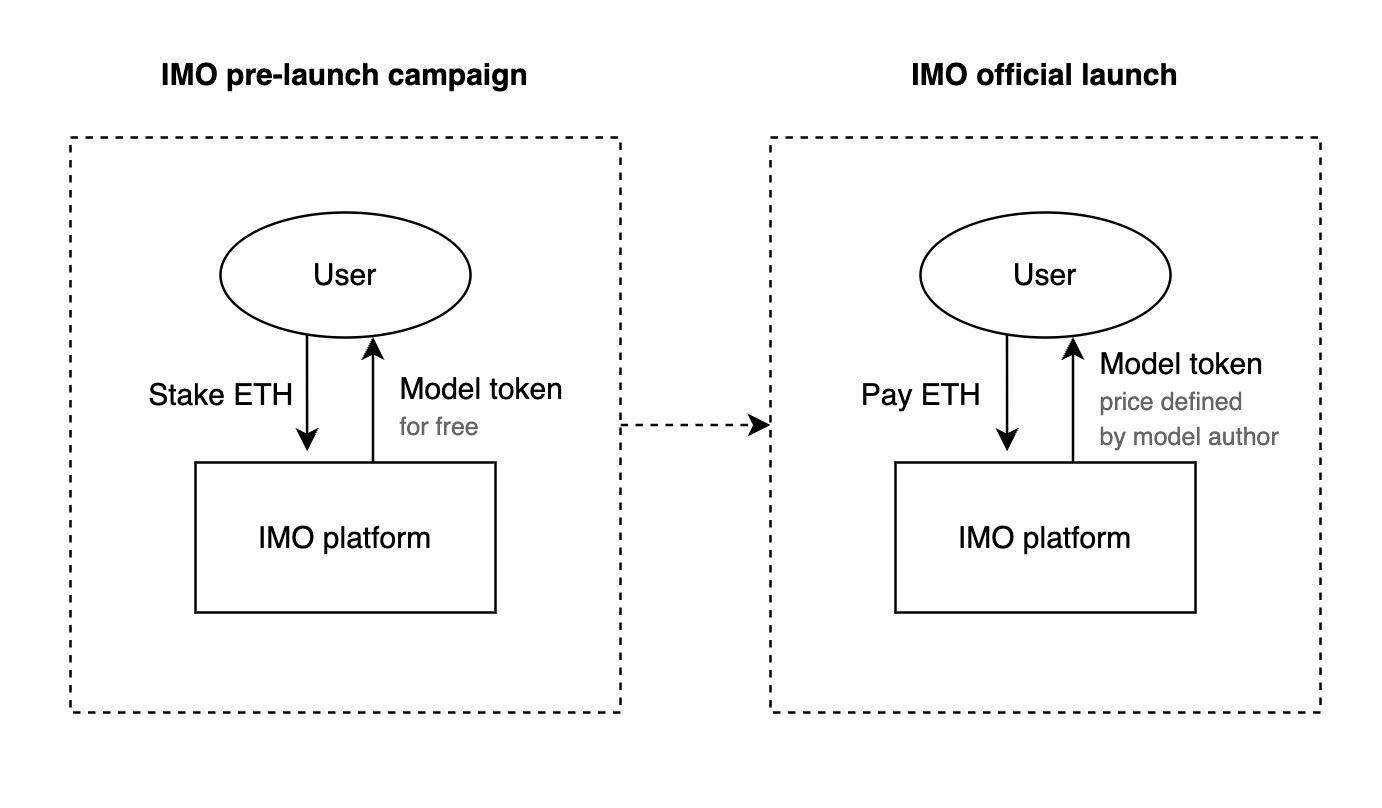 IMO pre-launch campaign
User
Stake ETH
Model token
for free
IMO platform
IMO official launch
User
Pay ETH
Model token
price defined
by model author
IMO platform